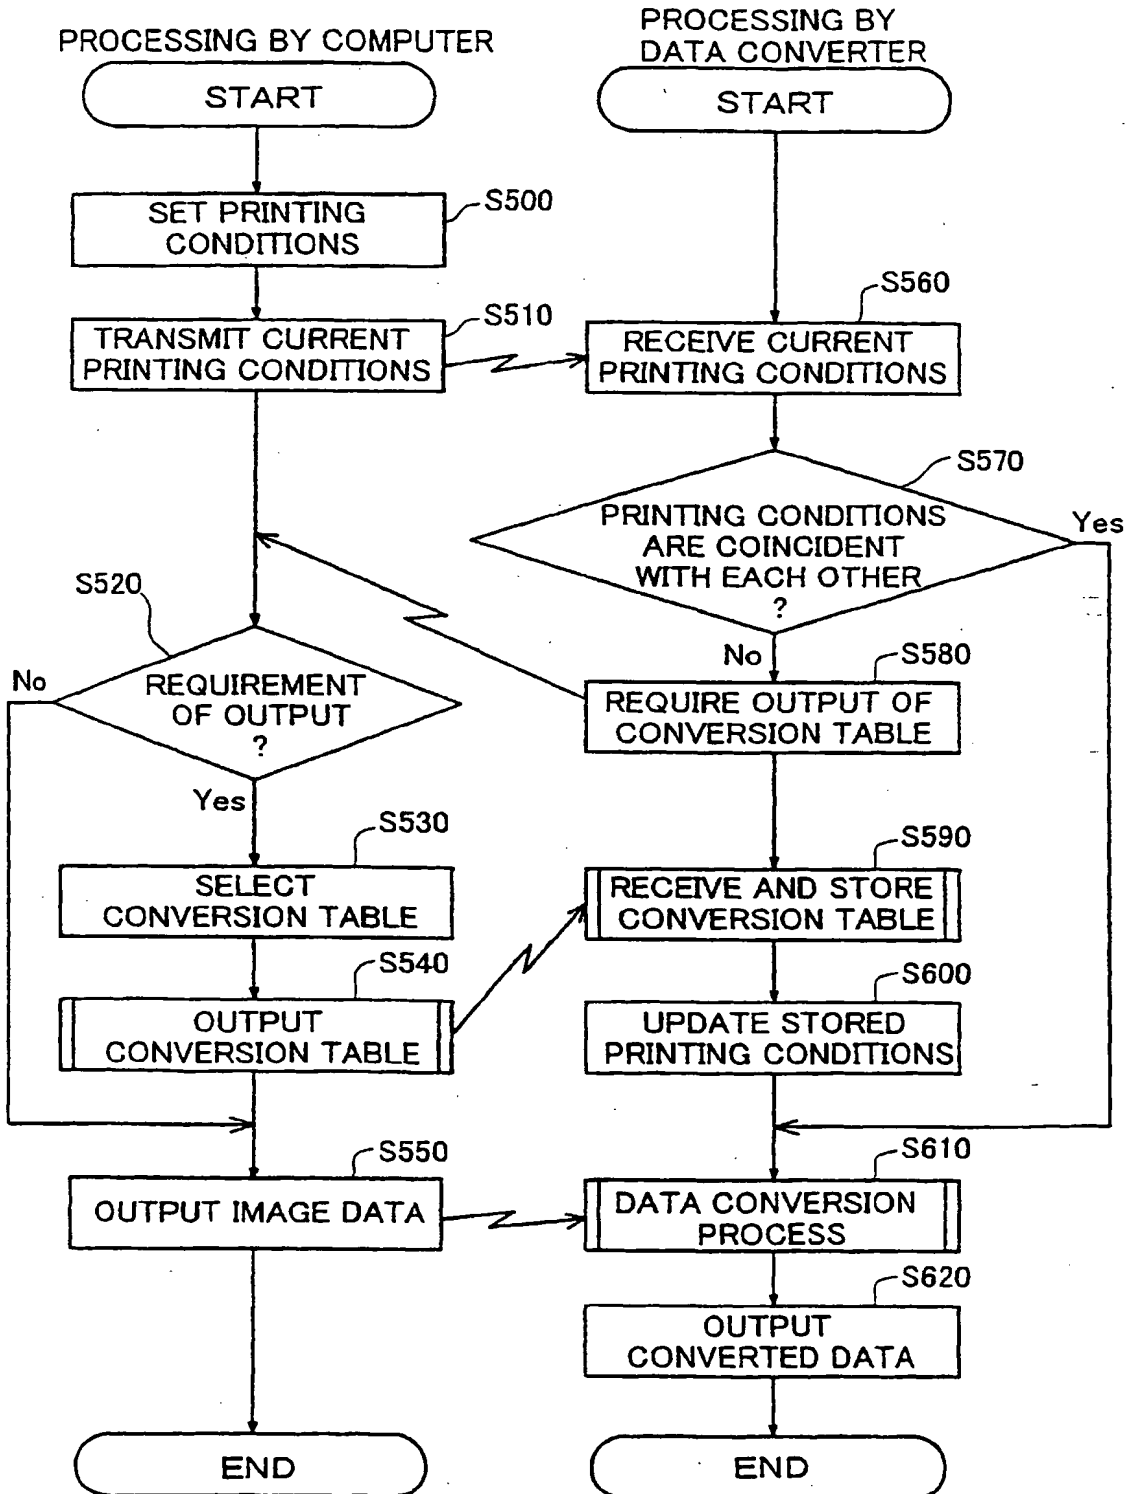 PROCESSING BY COMPUTER
START
S500
SET PRINTING
CONDITIONS
S510
TRANSMIT CURRENT
PRINTING CONDITIONS
S520
No
REQUIREMENT
OF OUTPUT
?
Yes
S530
SELECT
CONVERSION TABLE
S540
OUTPUT
CONVERSION TABLE
S550
OUTPUT IMAGE DATA
END
PROCESSING BY
DATA CONVERTER
START
S560
RECEIVE CURRENT
PRINTING CONDITIONS
S570
PRINTING CONDITIONS
ARE COINCIDENT
WITH EACH OTHER
?
Yes
No
S580
REQUIRE OUTPUT OF
CONVERSION TABLE
S590
RECEIVE AND STORE
CONVERSION TABLE
S600
UPDATE STORED
PRINTING CONDITIONS
S610
DATA CONVERSION
PROCESS
S620
OUTPUT
CONVERTED DATA
END